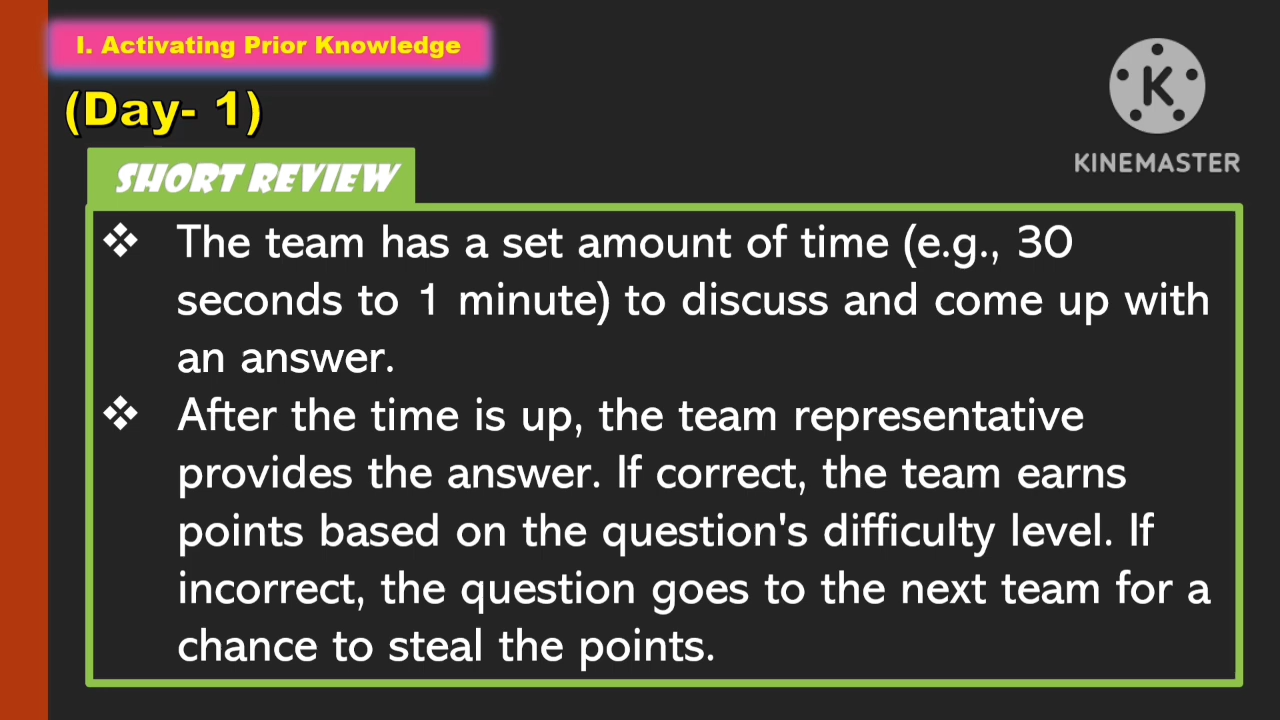 I. Activating Prior Knowledge
(Day- 1)
K
KINEMASTER
SHORT REVIEW
❖ The team has a set amount of time (e.g., 30
seconds to 1 minute) to discuss and come up with
an answer.
❖ After the time is up, the team representative
provides the answer. If correct, the team earns
points based on the question's difficulty level. If
incorrect, the question goes to the next team for a
chance to steal the points.